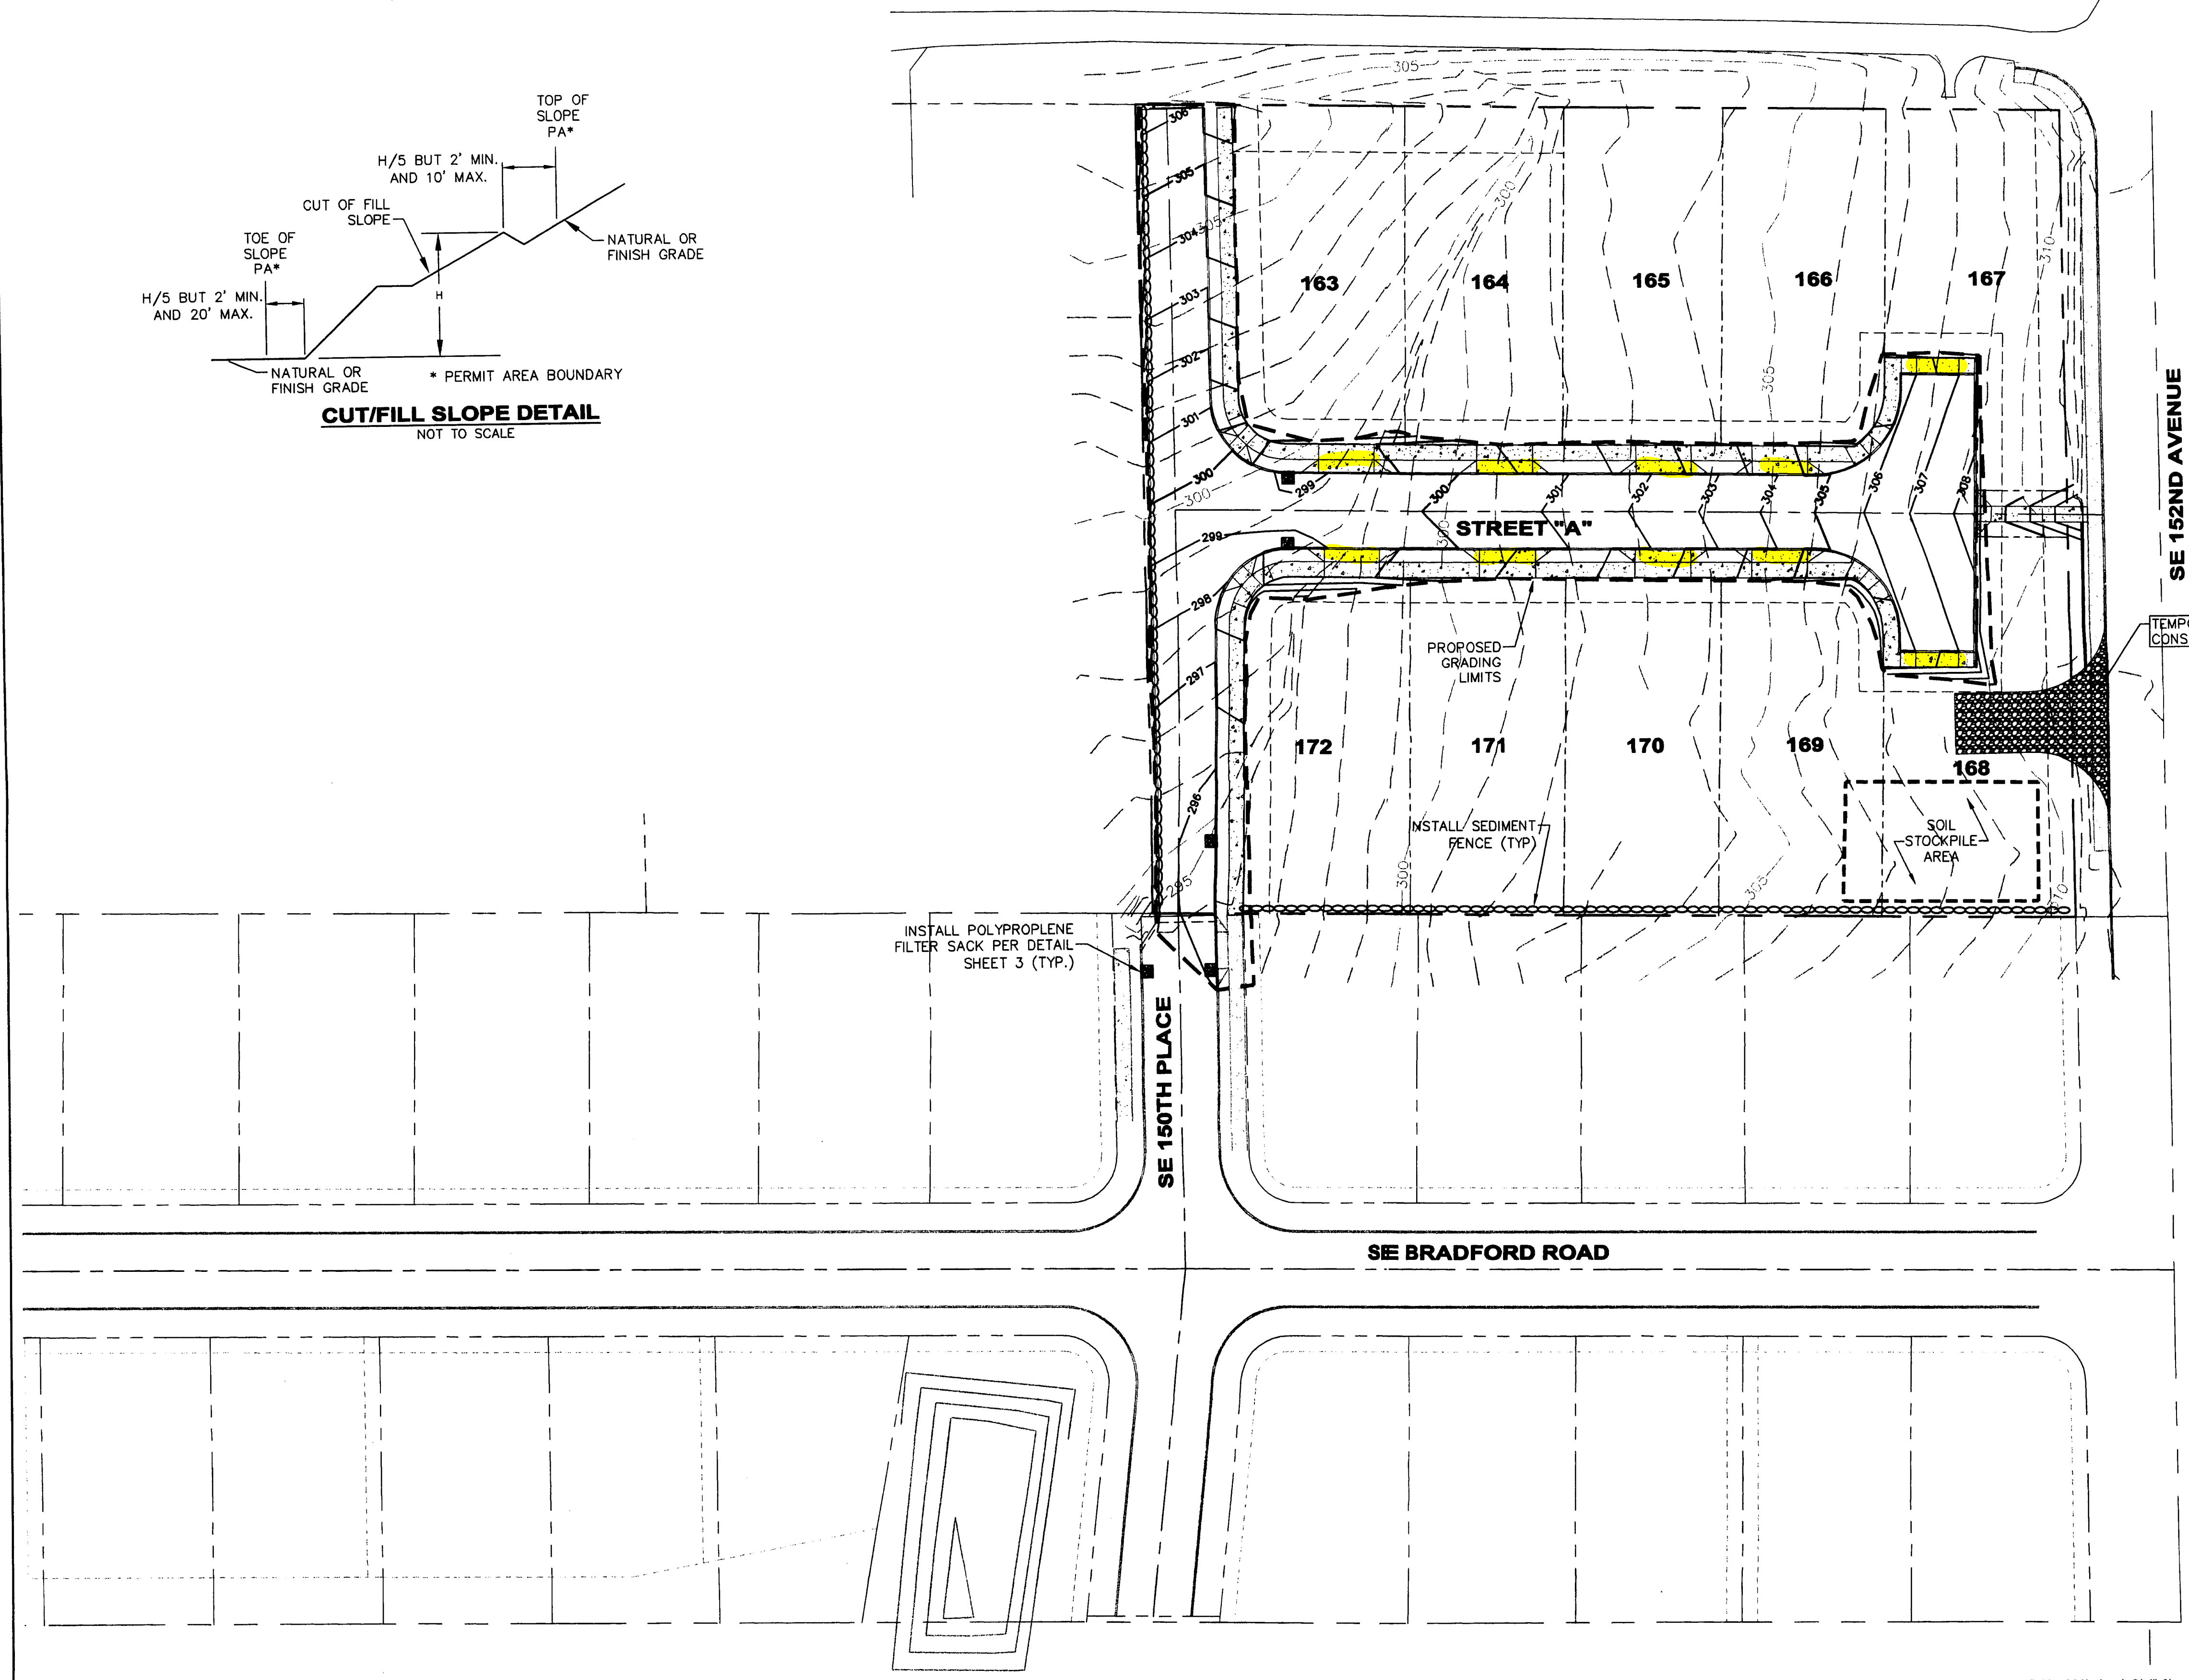 TOP OF
SLOPE
PA*
H/5 BUT 2' MIN.
AND 10' MAX.
CUT OF FILL
SLOPE
TOE OF
SLOPE
PA*
NATURAL OR
FINISH GRADE
H/5 BUT 2' MIN.
AND 20' MAX.
H
NATURAL OR
FINISH GRADE
* PERMIT AREA BOUNDARY
CUT/FILL SLOPE DETAIL
NOT TO SCALE
305
306
305
304
305
303
302
301
300
300
299
299
298
297
296
295
300
310
163
164
165
166
167
305
300
301
302
303
304
305
306
307
308
300
STREET "A"
SE 152ND AVENUE
PROPOSED
GRADING
LIMITS
172
171
170
169
168
INSTALL SEDIMENT
FENCE (TYP)
SOIL
STOCKPILE
AREA
300
305
310
INSTALL POLYPROPLENE
FILTER SACK PER DETAIL
SHEET 3 (TYP.)
SE 150TH PLACE
SE BRADFORD ROAD